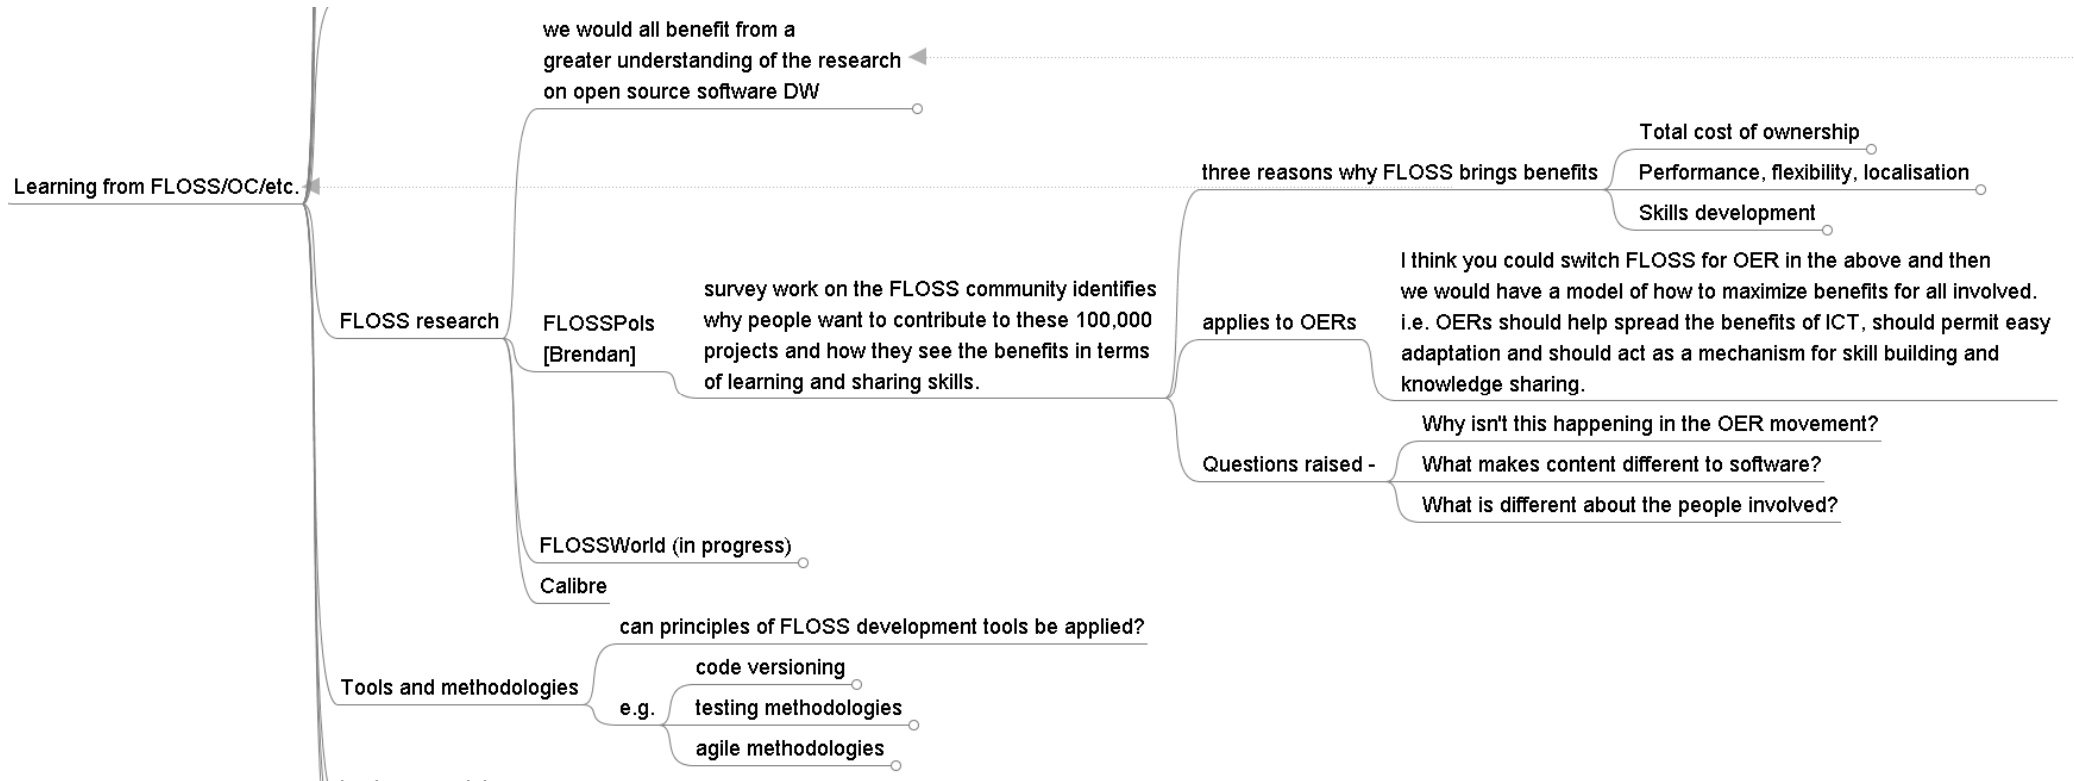 we would all benefit from a
greater understanding of the research
on open source software DW
Learning from FLOSS/OC/etc.
three reasons why FLOSS brings benefits
Total cost of ownership
Performance, flexibility, localisation
Skills development
FLOSS research
FLOSSPols
[Brendan]
survey work on the FLOSS community identifies
why people want to contribute to these 100,000
projects and how they see the benefits in terms
of learning and sharing skills.
applies to OERs
I think you could switch FLOSS for OER in the above and then
we would have a model of how to maximize benefits for all involved.
i.e. OERs should help spread the benefits of ICT, should permit easy
adaptation and should act as a mechanism for skill building and
knowledge sharing.
Questions raised -
Why isn't this happening in the OER movement?
What makes content different to software?
What is different about the people involved?
FLOSSWorld (in progress)
Calibre
Tools and methodologies
can principles of FLOSS development tools be applied?
e.g.
code versioning
testing methodologies
agile methodologies